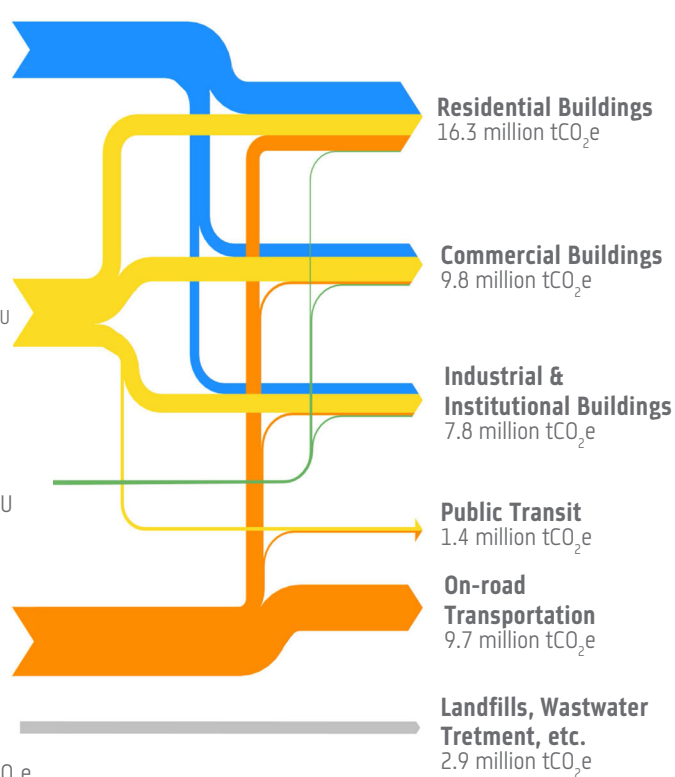 Residential Buildings
16.3 million tCO₂e
Commercial Buildings
9.8 million tCO₂e
U
Industrial &
Institutional Buildings
7.8 million tCO₂e
U
Public Transit
1.4 million tCO₂e
On-road
Transportation
9.7 million tCO₂e
Landfills, Wastwater
Tretment, etc.
2.9 million tCO₂e